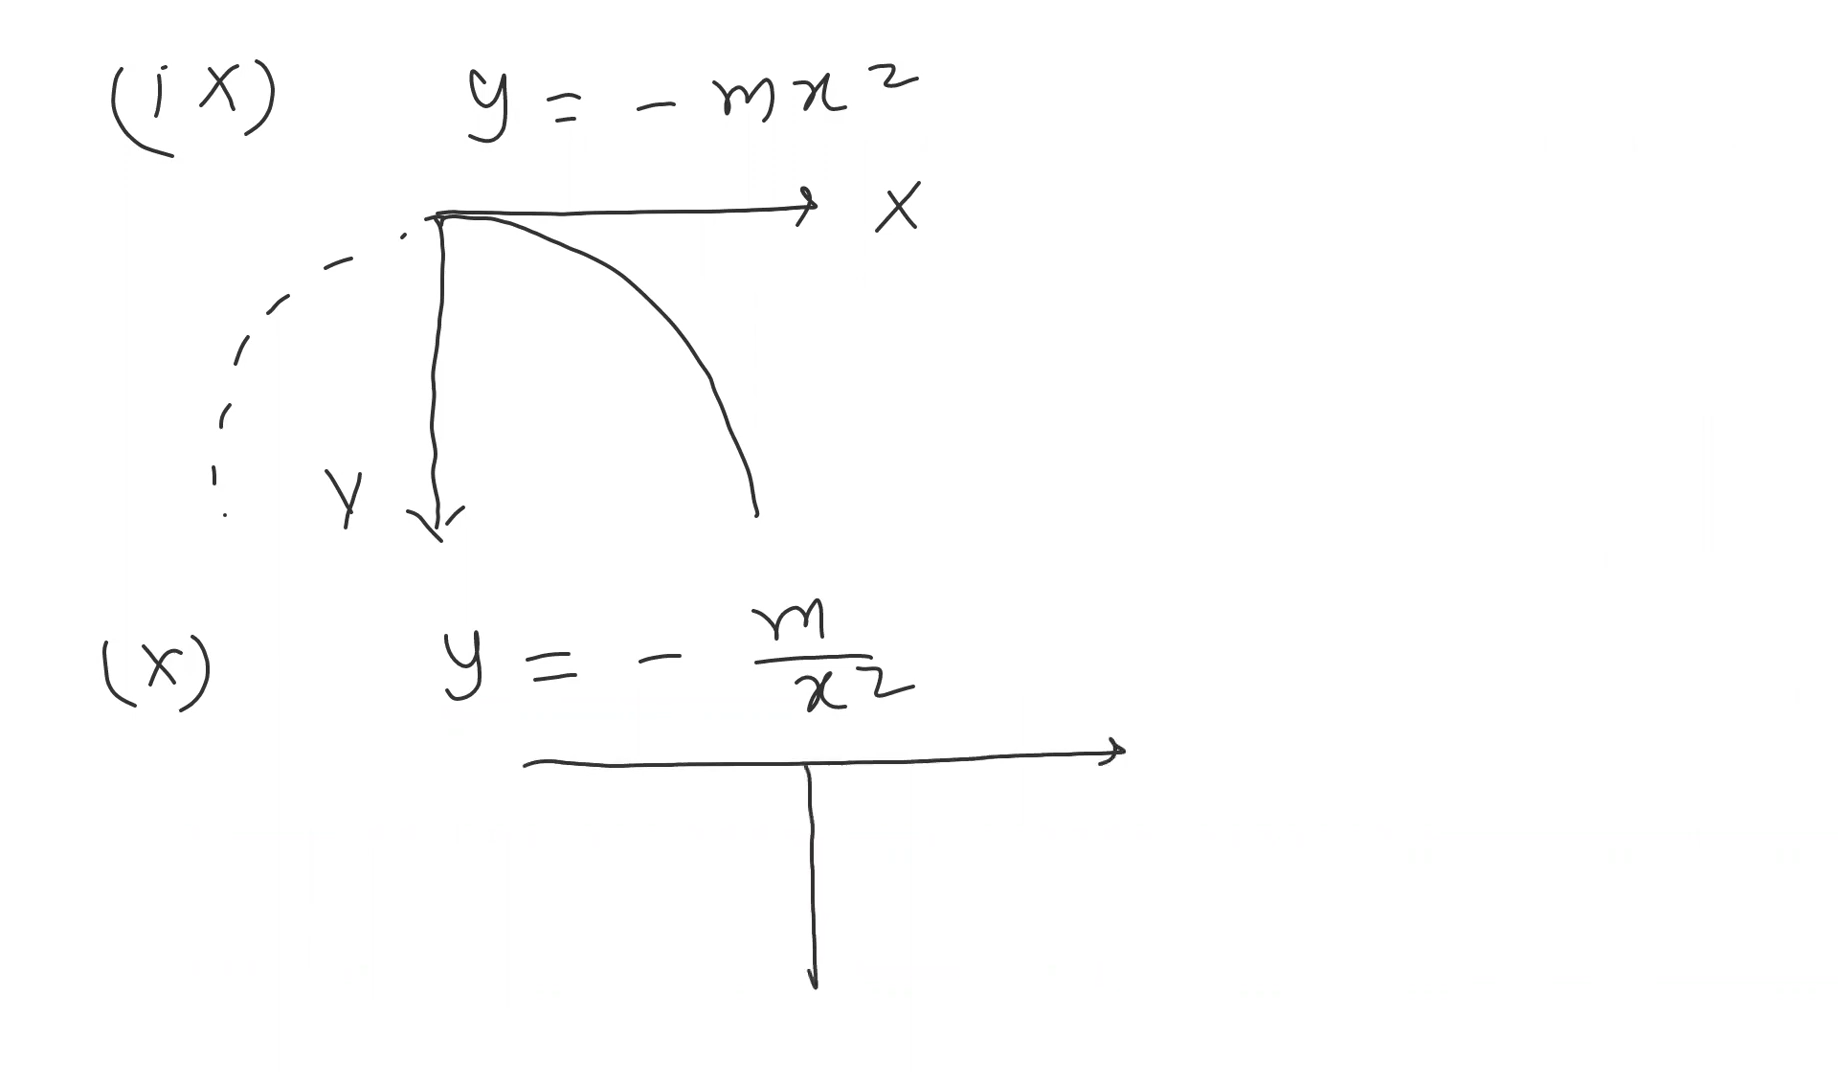 (ix) y = - mx²
X
Y
(x) y = - m/x²